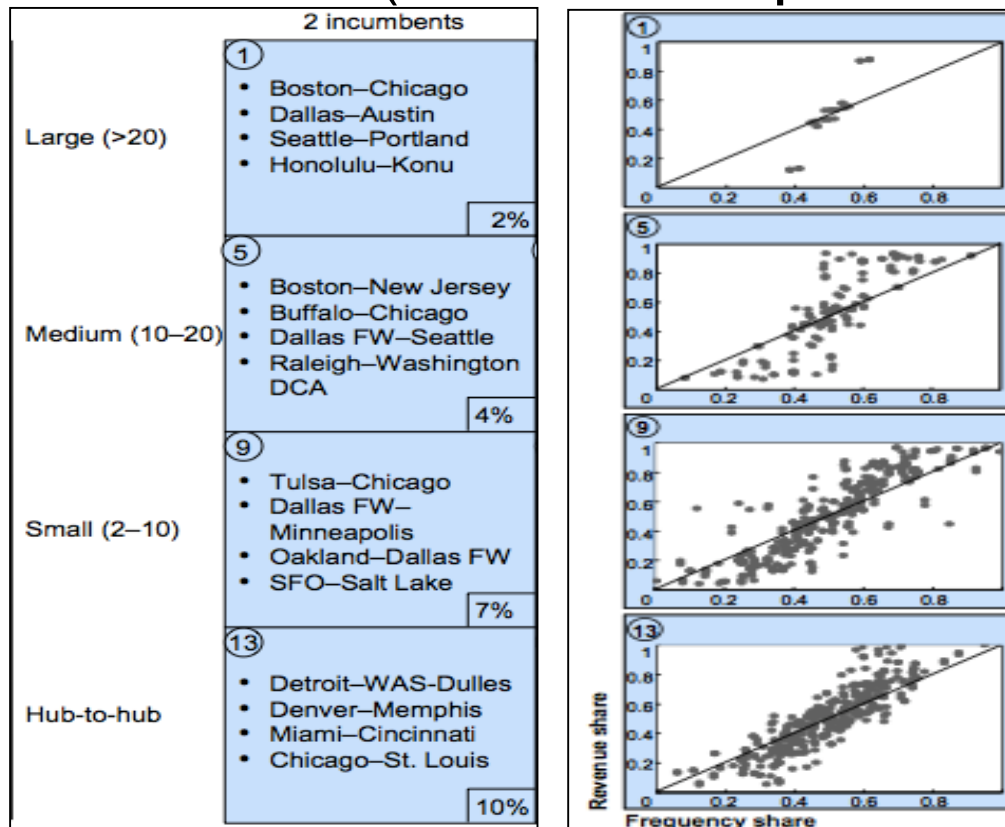 2 incumbents
Large (>20)
1
• Boston–Chicago
• Dallas–Austin
• Seattle–Portland
• Honolulu–Konu
2%
Medium (10–20)
5
• Boston–New Jersey
• Buffalo–Chicago
• Dallas FW–Seattle
• Raleigh–Washington
DCA
4%
Small (2–10)
9
• Tulsa–Chicago
• Dallas FW–
Minneapolis
• Oakland–Dallas FW
• SFO–Salt Lake
7%
Hub-to-hub
13
• Detroit–WAS-Dulles
• Denver–Memphis
• Miami–Cincinnati
• Chicago–St. Louis
10%
1
1
0.8
0.6
0.4
0.2
0 0.2 0.4 0.6 0.8
5
1
0.8
0.6
0.4
0.2
0 0.2 0.4 0.6 0.8
9
1
0.8
0.6
0.4
0.2
0 0.2 0.4 0.6 0.8
13
1
0.8
0.6
0.4
0.2
0 0.2 0.4 0.6 0.8
Revenue share
Frequency share